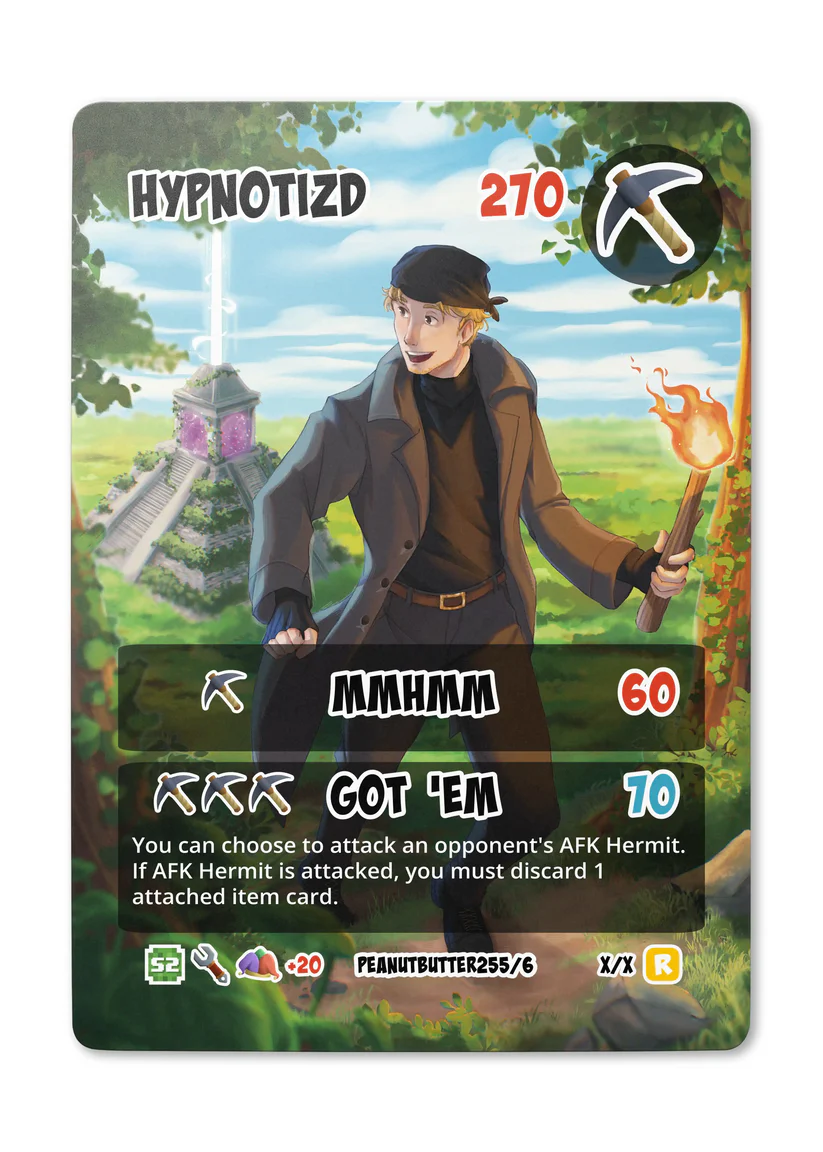 HYPNOTIZD 270
MMHMM 60
GOT 'EM 70
You can choose to attack an opponent's AFK Hermit.
If AFK Hermit is attacked, you must discard 1
attached item card.
S2 +20 PEANUTBUTTER255/6 X/X R